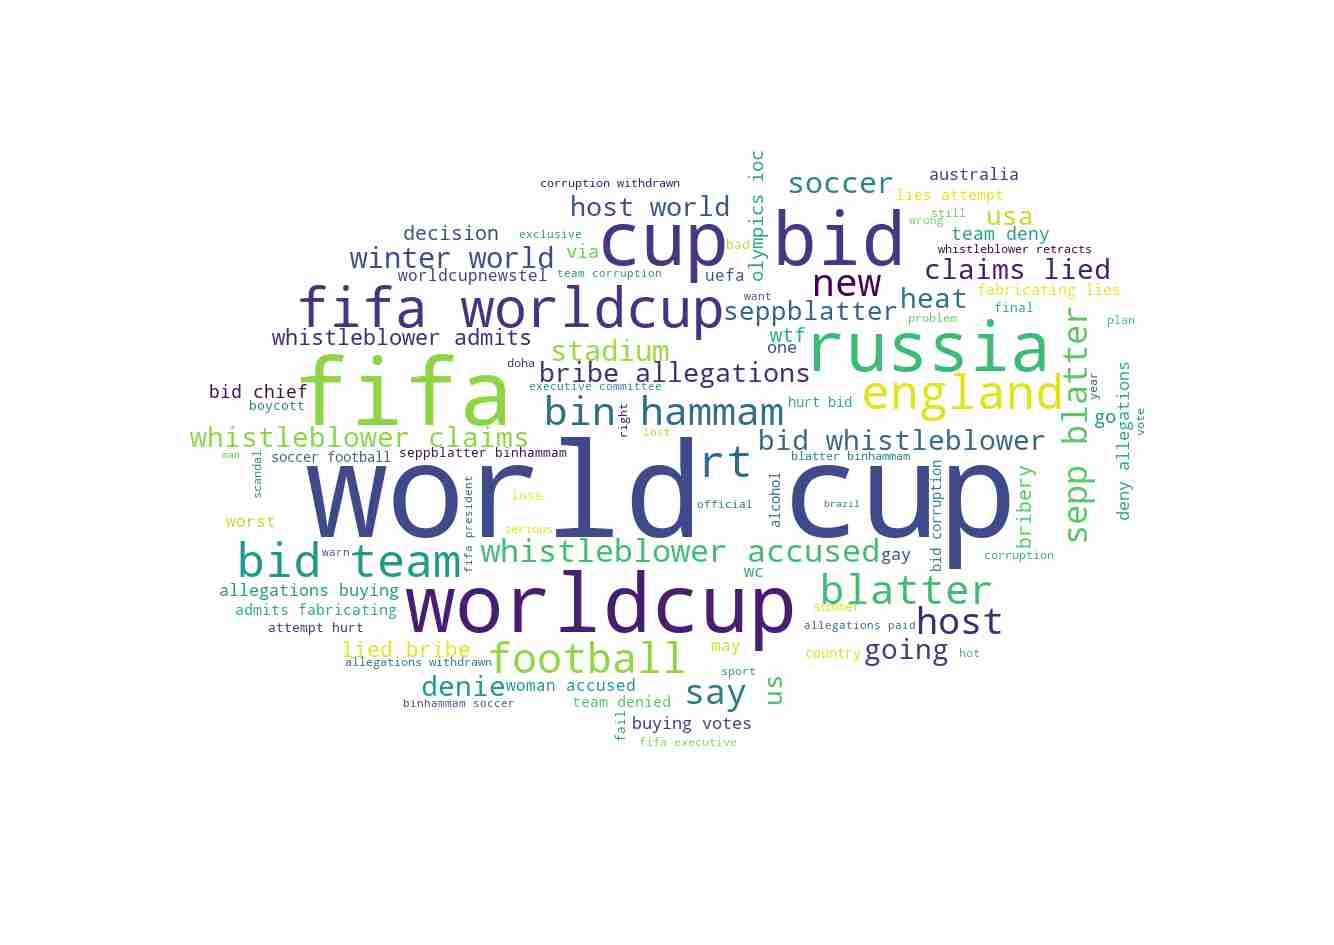 olympics ioc
corruption withdrawn
soccer
australia
lies attempt
host world
still
usa
wrong
cup bid
decision
exclusive
team deny
bad
whistleblower retracts
via
winter world
claims lied
worldcupnewstel
team corruption
uefa
new
fabricating lies
want
heat
fifa worldcup
seppblatter
final
problem
plan
whistleblower admits
wtf
russia
sepp blatter
one
stadium
doha
bribe allegations
executive committee
year
deny allegations
bid chief
fifa
england
hurt bid
boycott
bin hammam
right
go
vote
whistleblower claims
lost
bid whistleblower
man
soccer football
seppblatter binhammam
rt
blatter binhammam
scandal
world cup
lose
official
alcohol
brazil
bid corruption
bribery
worst
serious
fifa president
bid team
warn
whistleblower accused
gay
corruption
wc
allegations buying
worldcup
blatter
admits fabricating
summer
attempt hurt
allegations paid
host
lied bribe
football
may
country
going
hot
allegations withdrawn
sport
denie
woman accused
say
us
binhammam soccer
team denied
fail
buying votes
fifa executive